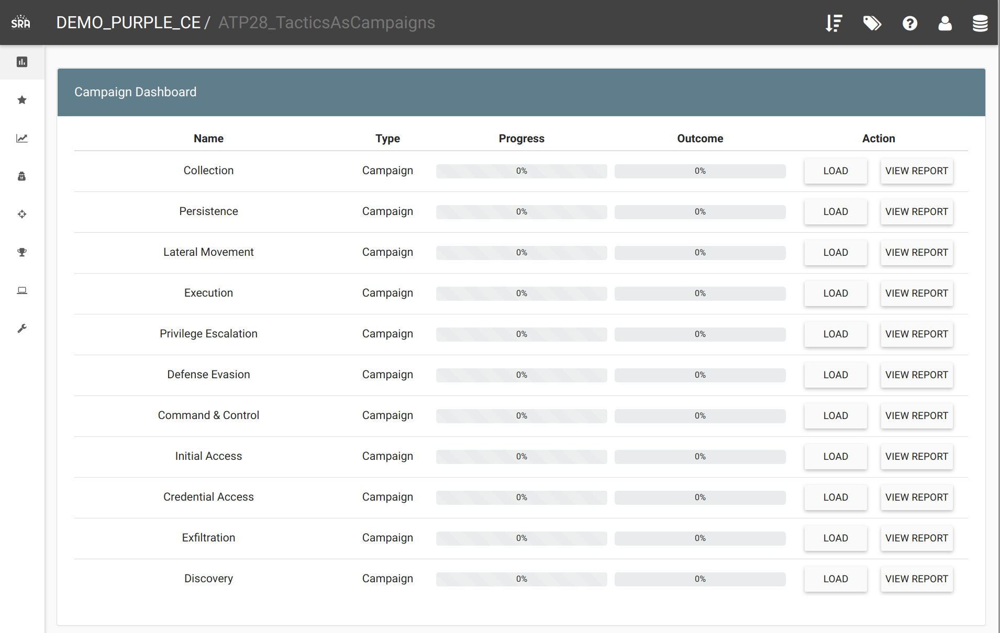 SRA DEMO_PURPLE_CE / ATP28_TacticsAsCampaigns
Campaign Dashboard
Name Type Progress Outcome Action
Collection Campaign 0% 0% LOAD VIEW REPORT
Persistence Campaign 0% 0% LOAD VIEW REPORT
Lateral Movement Campaign 0% 0% LOAD VIEW REPORT
Execution Campaign 0% 0% LOAD VIEW REPORT
Privilege Escalation Campaign 0% 0% LOAD VIEW REPORT
Defense Evasion Campaign 0% 0% LOAD VIEW REPORT
Command & Control Campaign 0% 0% LOAD VIEW REPORT
Initial Access Campaign 0% 0% LOAD VIEW REPORT
Credential Access Campaign 0% 0% LOAD VIEW REPORT
Exfiltration Campaign 0% 0% LOAD VIEW REPORT
Discovery Campaign 0% 0% LOAD VIEW REPORT